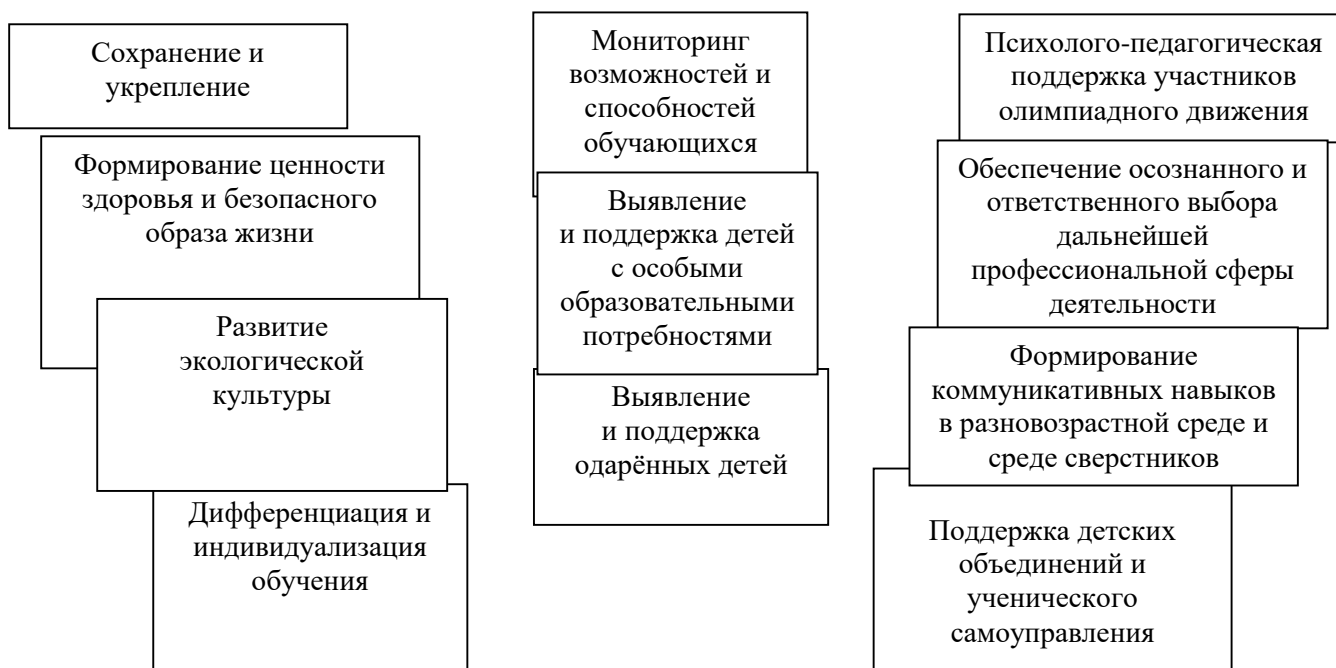 Сохранение и
укрепление
Формирование ценности
здоровья и безопасного
образа жизни
Развитие
экологической
культуры
Дифференциация и
индивидуализация
обучения
Мониторинг
возможностей и
способностей
обучающихся
Выявление
и поддержка детей
с особыми
образовательными
потребностями
Выявление
и поддержка
одарённых детей
Психолого-педагогическая
поддержка участников
олимпиадного движения
Обеспечение осознанного и
ответственного выбора
дальнейшей
профессиональной сферы
деятельности
Формирование
коммуникативных навыков
в разновозрастной среде и
среде сверстников
Поддержка детских
объединений и
ученического
самоуправления